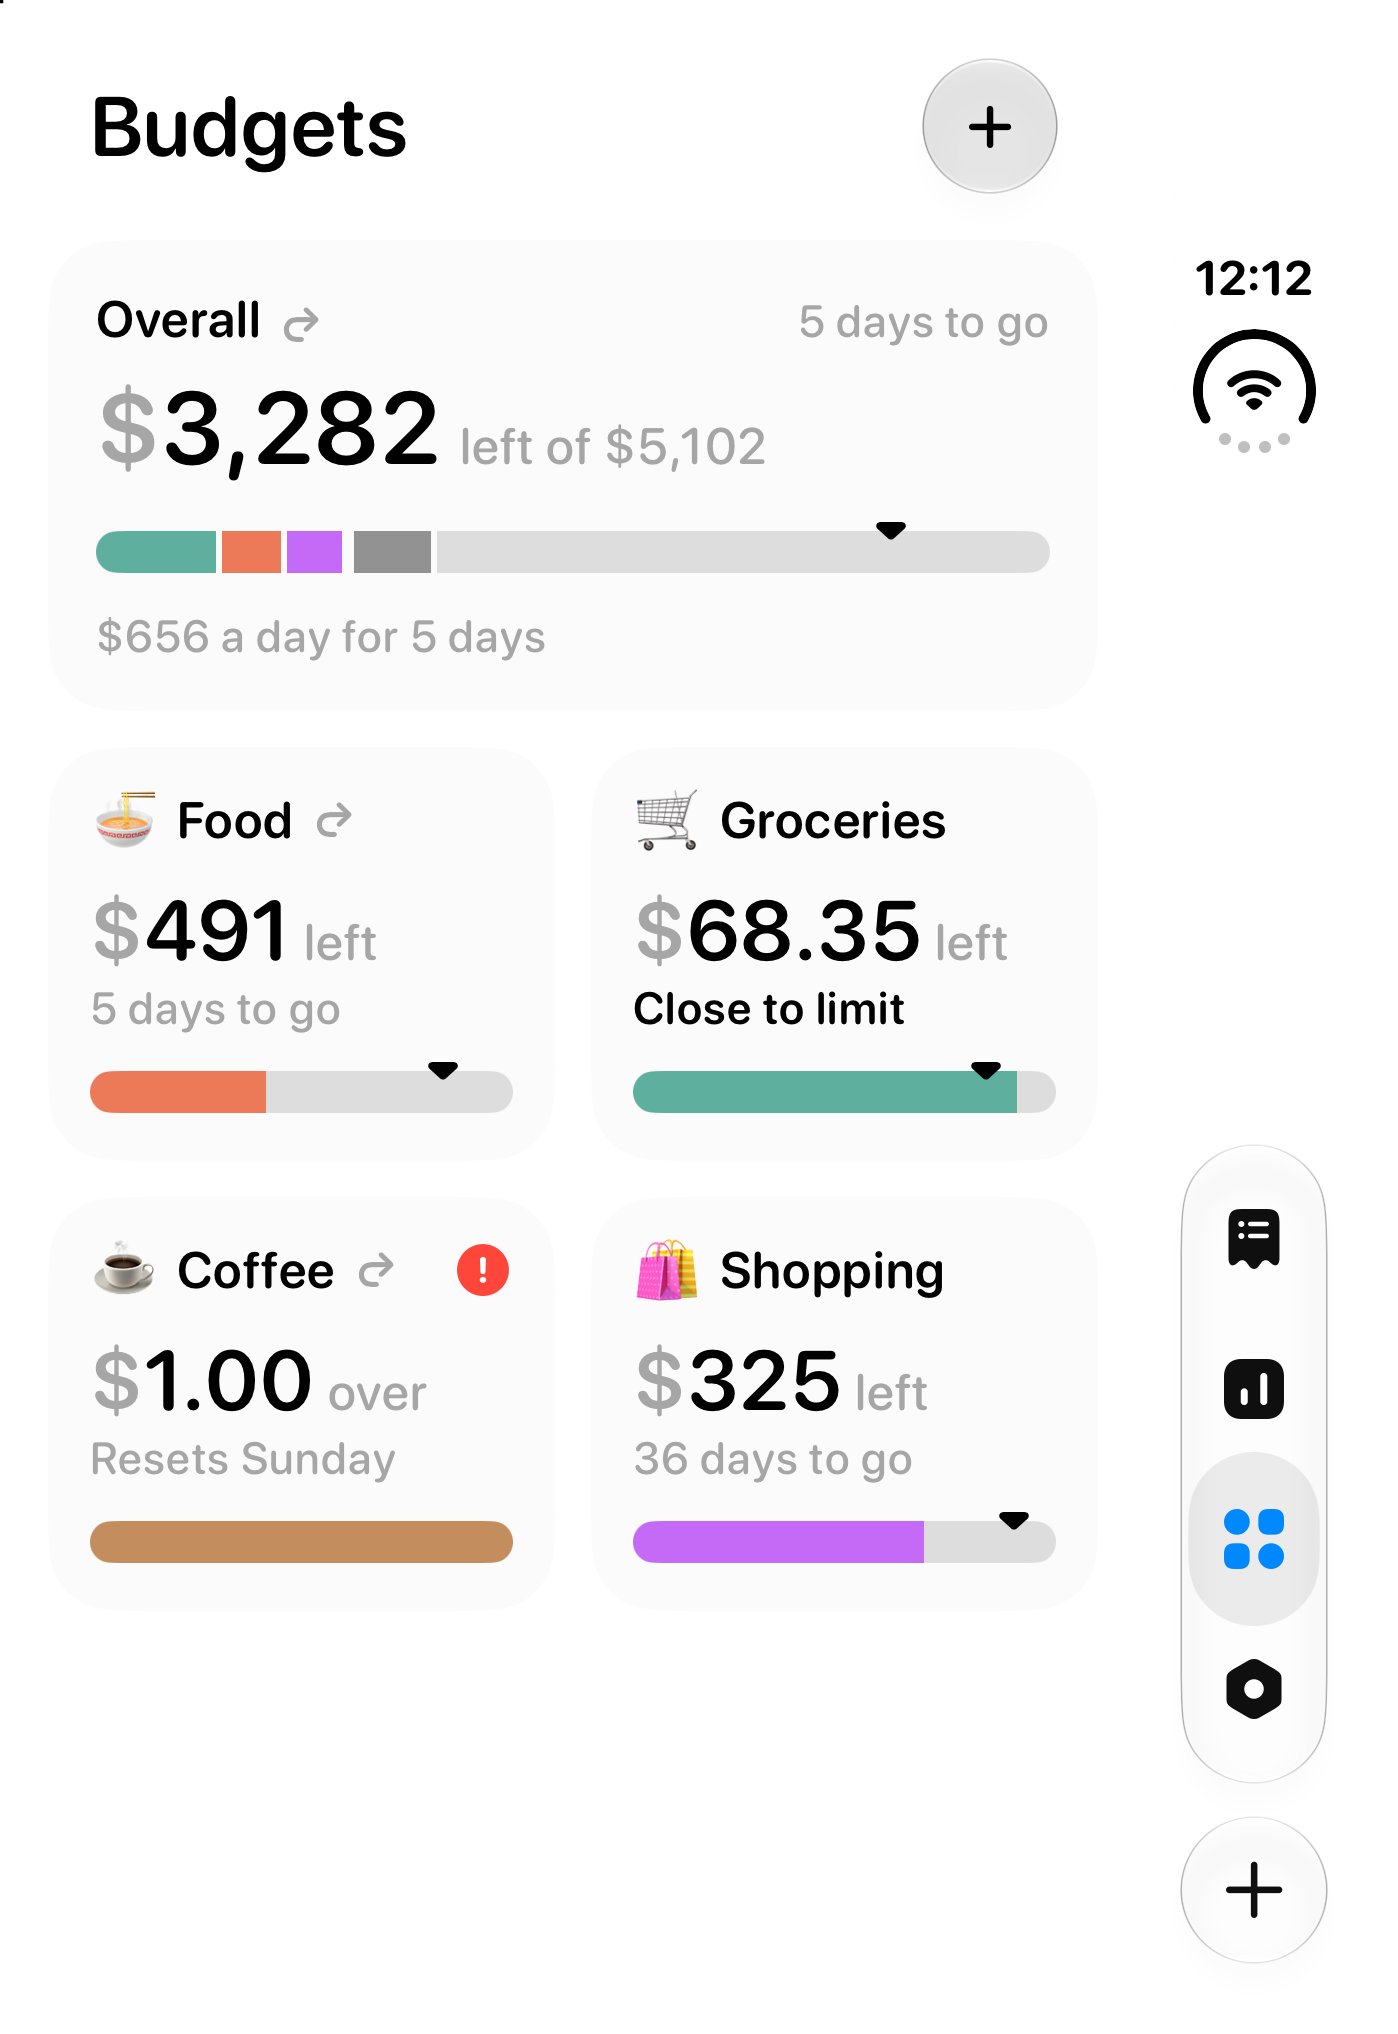 Budgets
12:12
Overall
5 days to go
$3,282 left of $5,102
$656 a day for 5 days
Food
$491 left
5 days to go
Groceries
$68.35 left
Close to limit
Coffee
$1.00 over
Resets Sunday
Shopping
$325 left
36 days to go